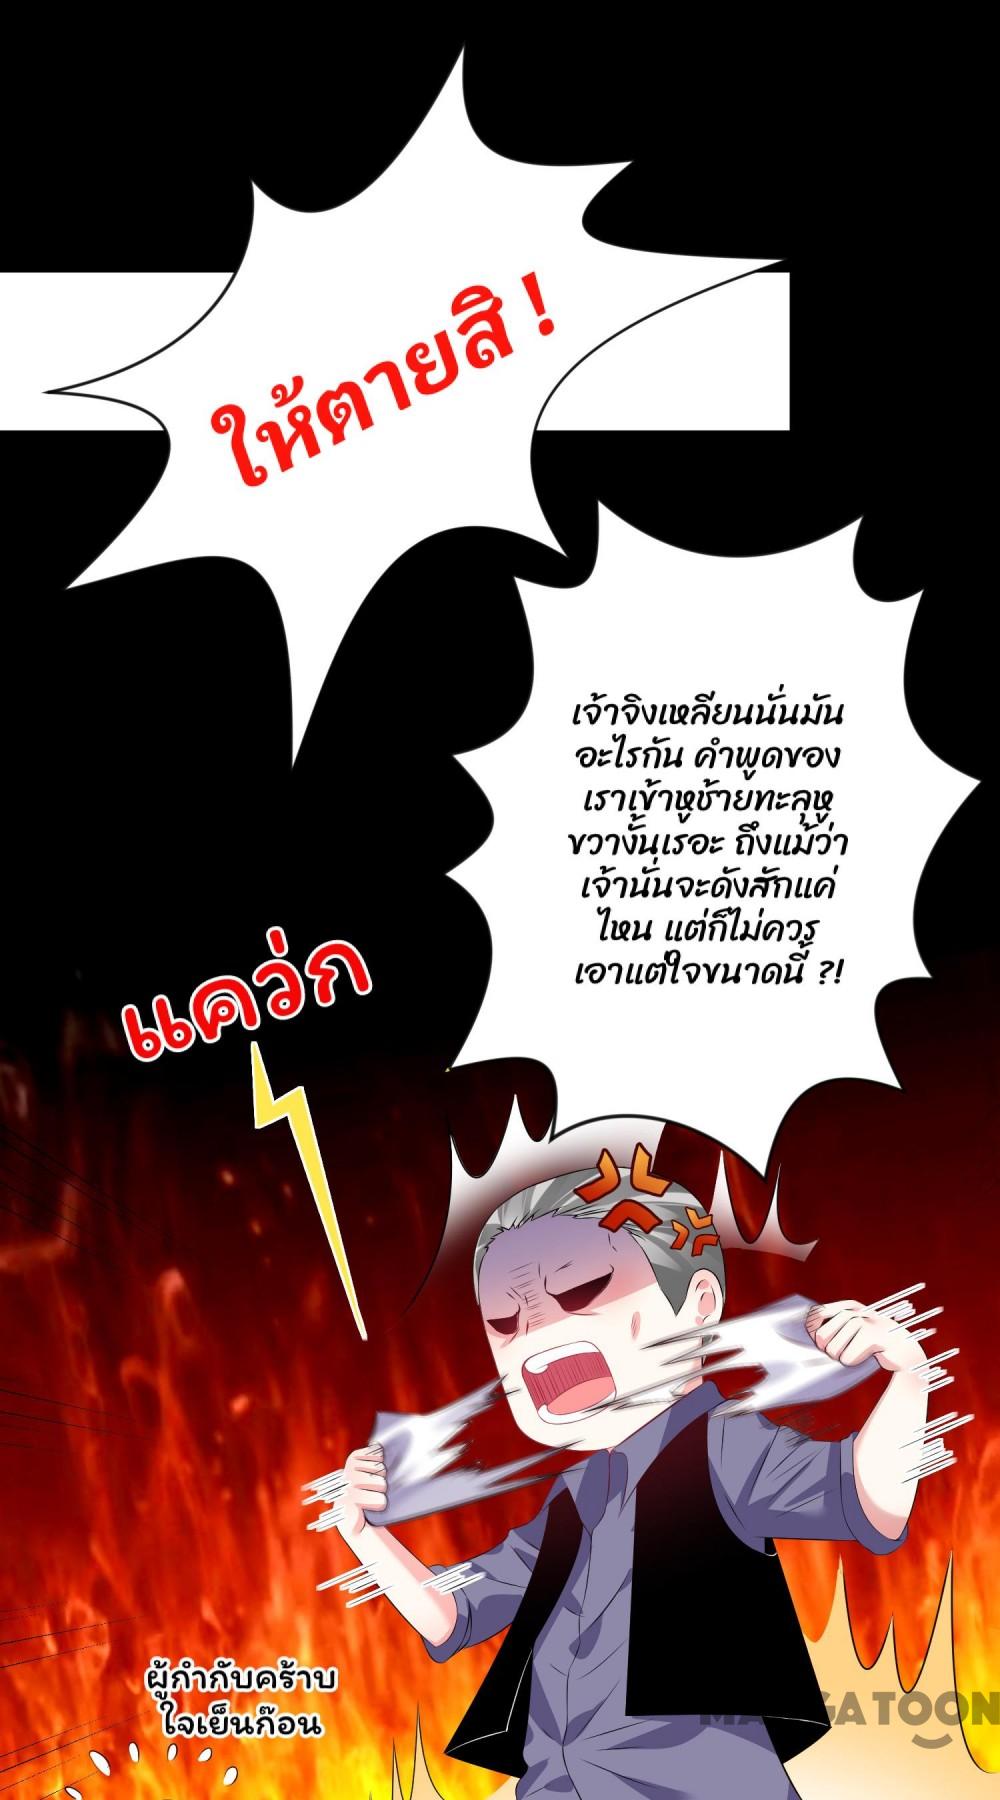 ให้ตายสิ !
เจ้าจิงเหลียนนั่นมัน
อะไรกัน คำพูดของ
เราเข้าหูซ้ายทะลุหู
ขวางั้นเรอะ ถึงแม้ว่า
เจ้านั่นจะดังสักแค่
ไหน แต่ก็ไม่ควร
เอาแต่ใจขนาดนี้ ?!
แคว่ก
ผู้กำกับคร้าบ
ใจเย็นก๊อน
MANGATOON